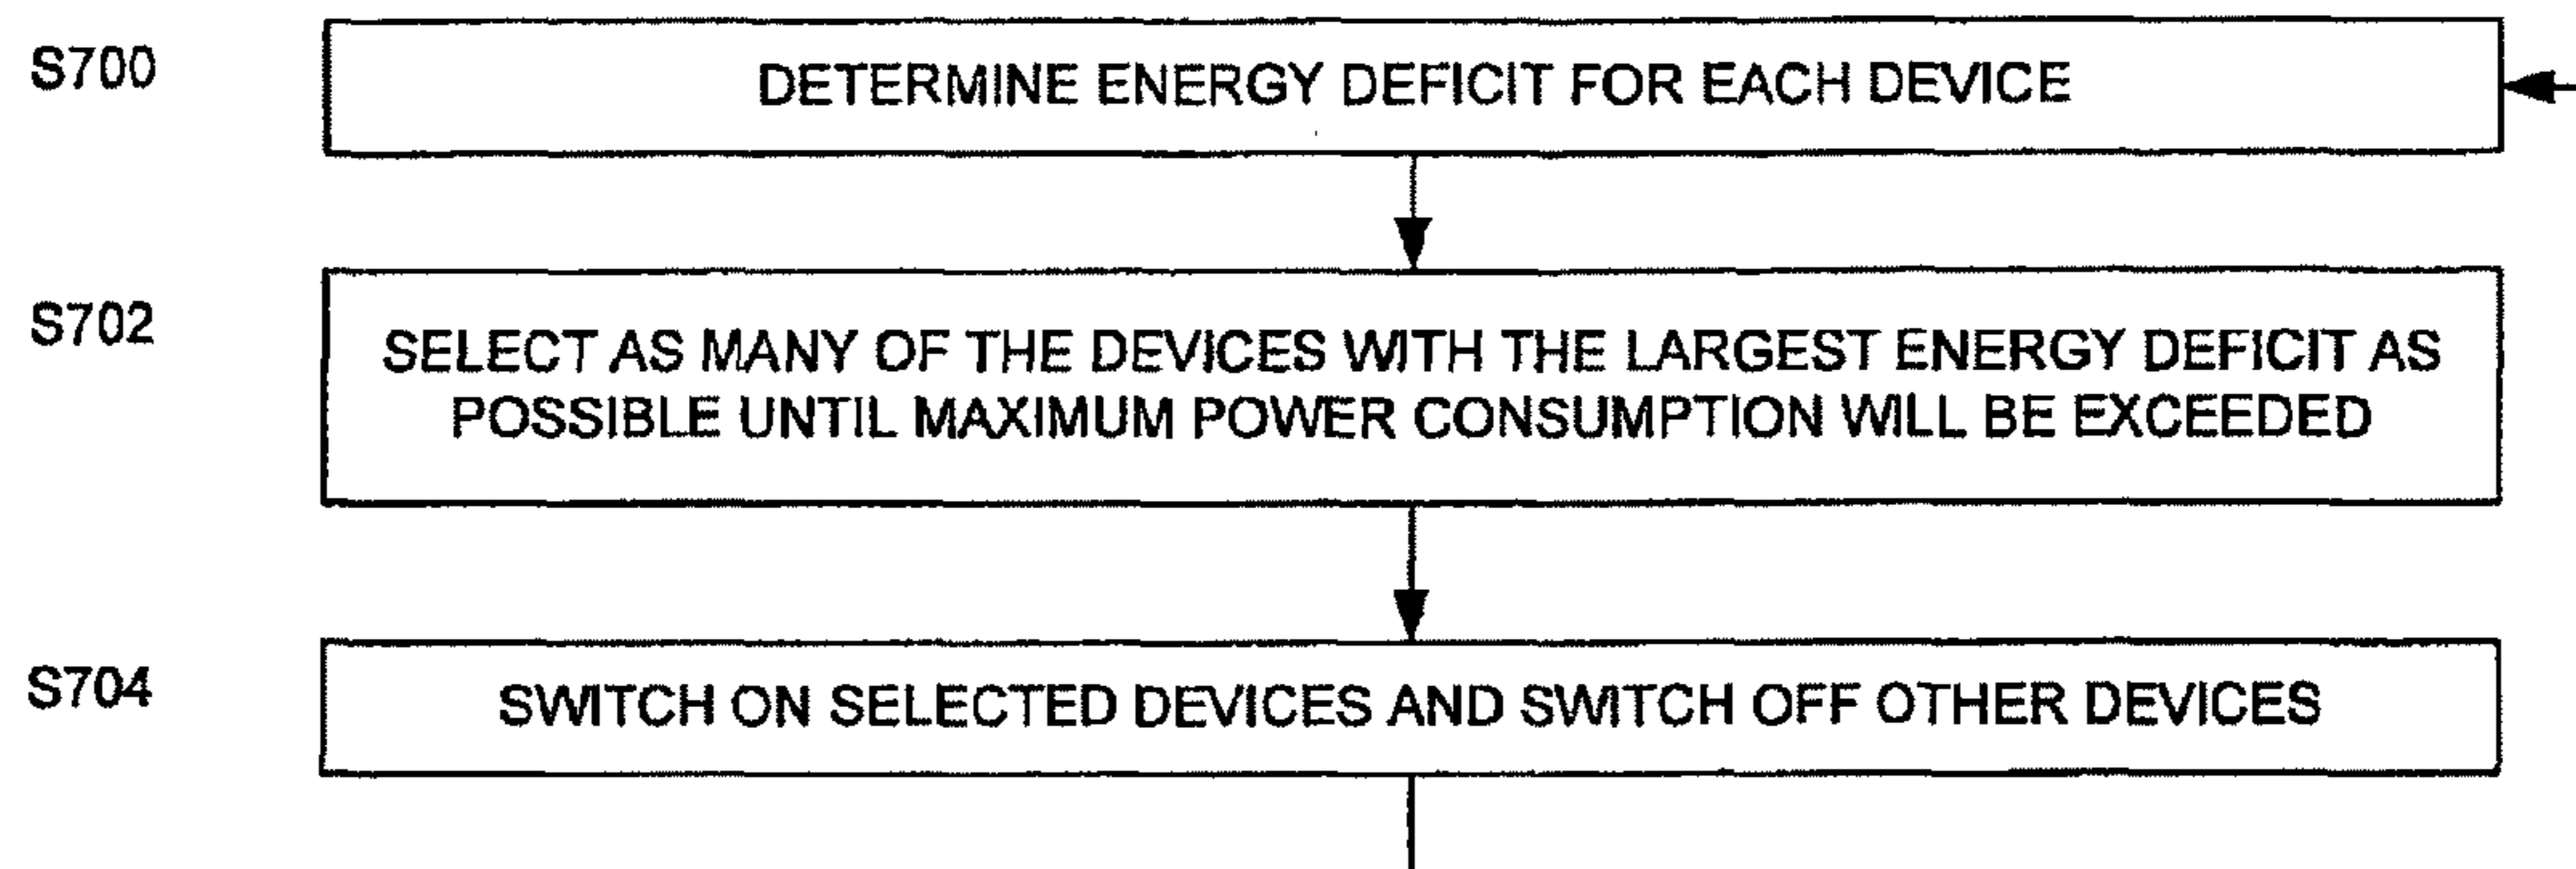 S700
DETERMINE ENERGY DEFICIT FOR EACH DEVICE
S702
SELECT AS MANY OF THE DEVICES WITH THE LARGEST ENERGY DEFICIT AS
POSSIBLE UNTIL MAXIMUM POWER CONSUMPTION WILL BE EXCEEDED
S704
SWITCH ON SELECTED DEVICES AND SWITCH OFF OTHER DEVICES